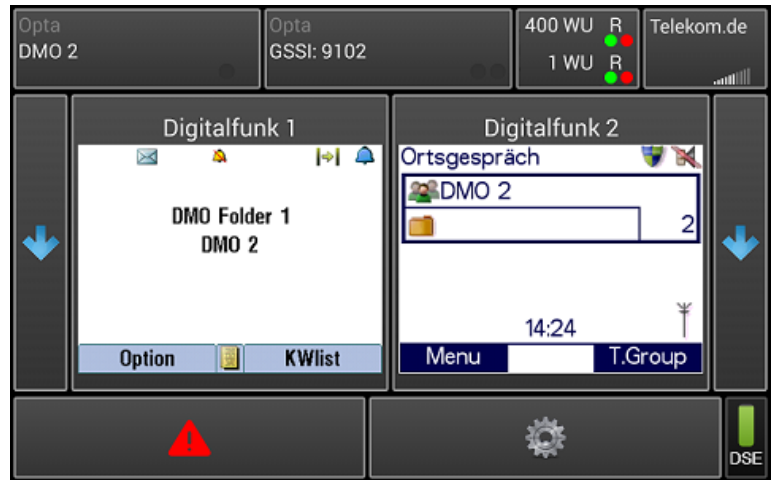 Opta
DMO 2
Opta
GSSI: 9102
400 WU R
1 WU R
Telekom.de
Digitalfunk 1
DMO Folder 1
DMO 2
Option
KWlist
Digitalfunk 2
Ortsgespräch
DMO 2
2
14:24
Menu
T.Group
DSE